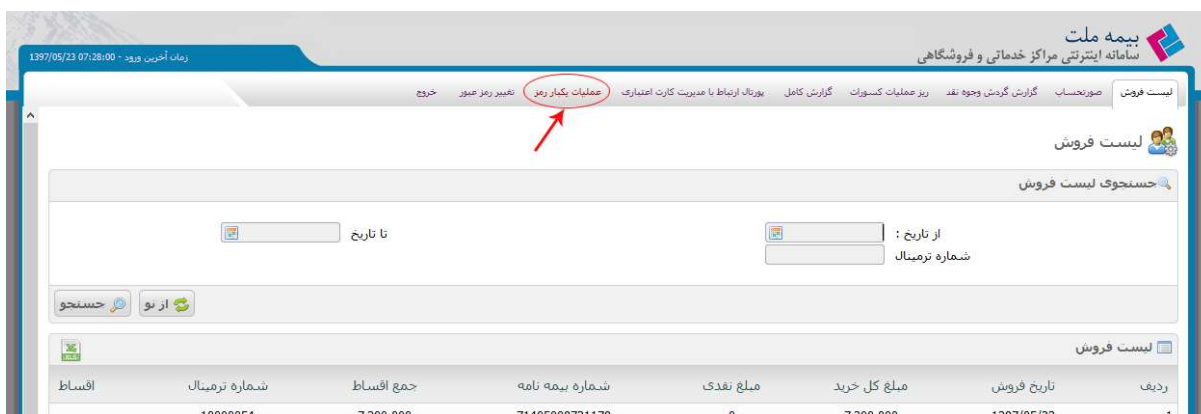 بیمه ملت
سامانه اینترنتی مراکز خدماتی و فروشگاهی
زمان آخرین ورود - 1397/05/23 07:28:00
لیست فروش صورتحساب گزارش گردش وجوه نقد ریز عملیات کسورات گزارش کامل پورتال ارتباط با مدیریت کارت اعتباری عملیات یکبار رمز تغییر رمز عبور خروج
لیست فروش
جستجوی لیست فروش
از تاریخ : تا تاریخ
شماره ترمینال
از نو جستجو
لیست فروش
ردیف تاریخ فروش مبلغ کل خرید مبلغ نقدی شماره بیمه نامه جمع اقساط شماره ترمینال اقساط